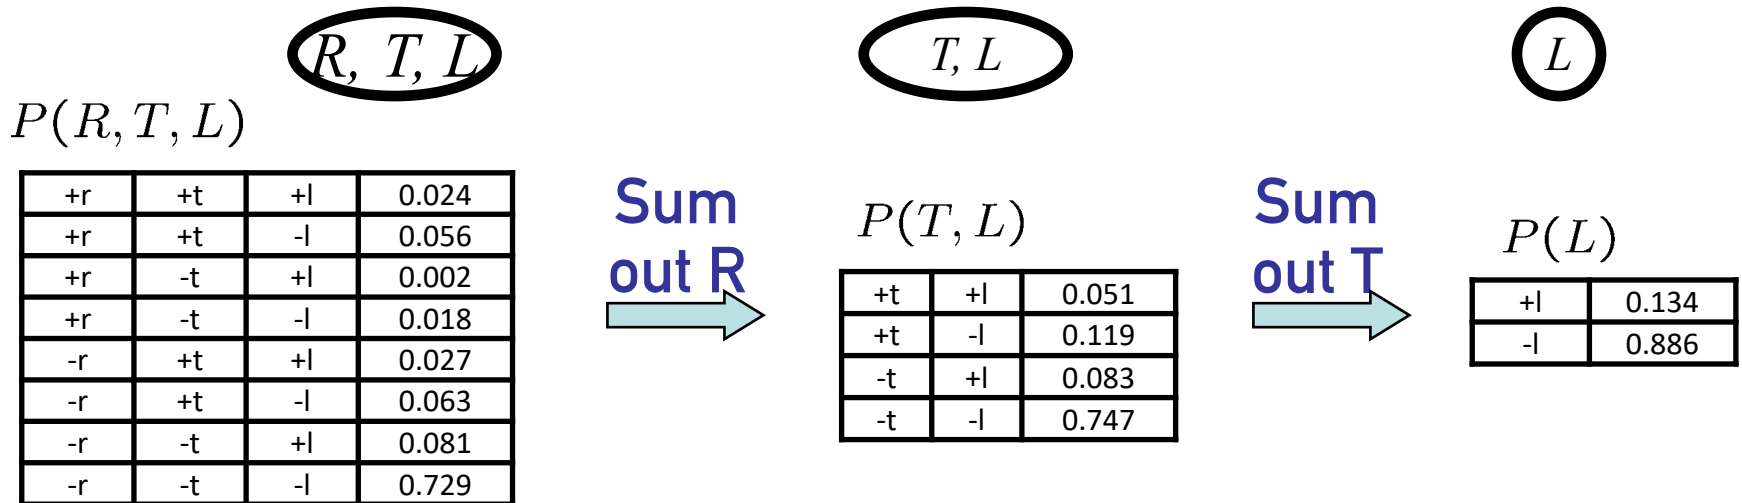 R, T, L
T, L
L
P(R, T, L)
+r +t +l 0.024
+r +t -l 0.056
+r -t +l 0.002
+r -t -l 0.018
-r +t +l 0.027
-r +t -l 0.063
-r -t +l 0.081
-r -t -l 0.729
Sum
out R
P(T, L)
+t +l 0.051
+t -l 0.119
-t +l 0.083
-t -l 0.747
Sum
out T
P(L)
+l 0.134
-l 0.886